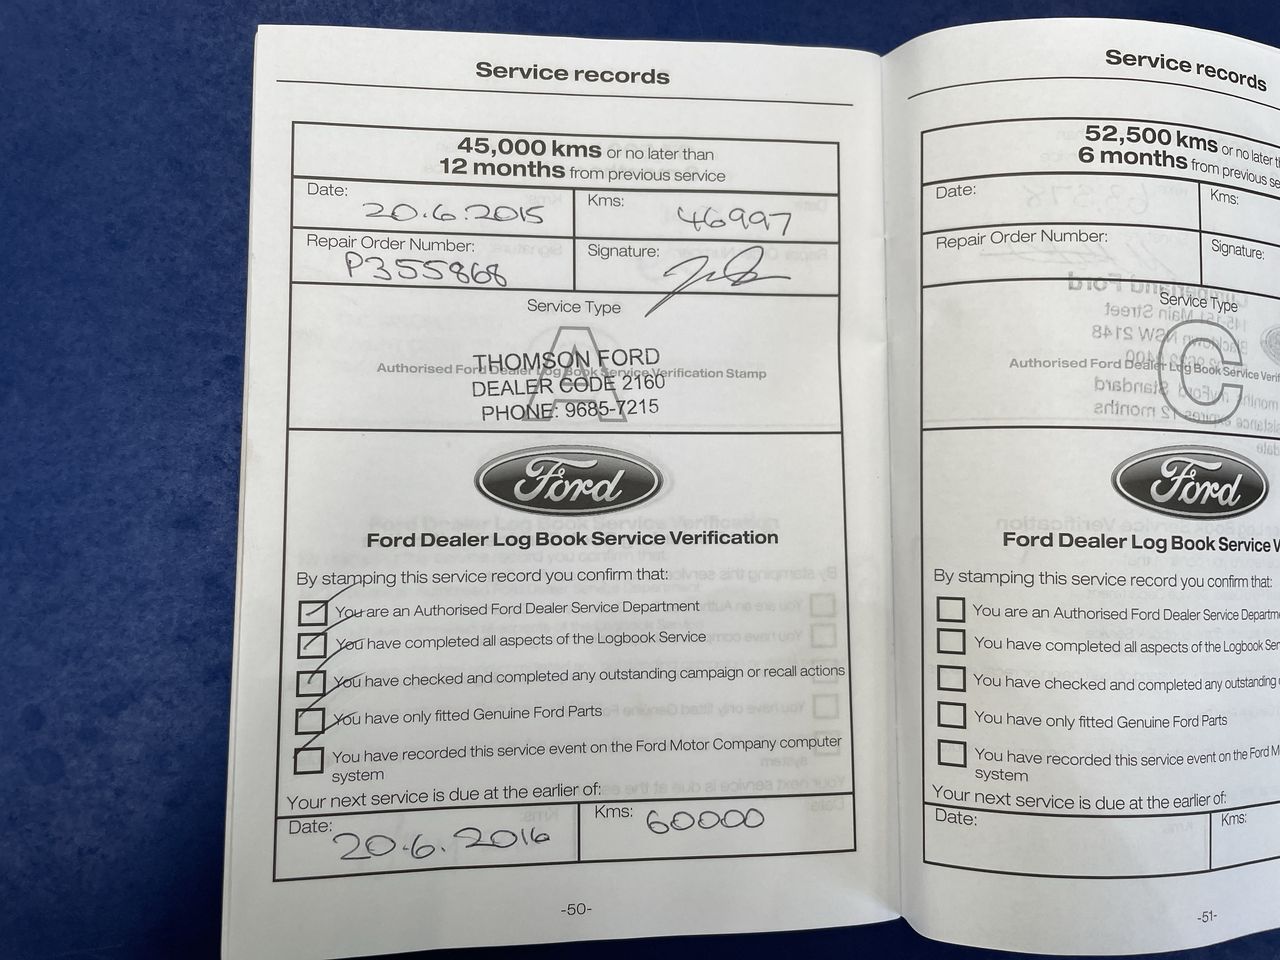 Service records
45,000 kms or no later than
12 months from previous service
Date:
20.6.2015
Kms:
46997
Repair Order Number:
P355868
Signature:
Service Type
A
Authorised Ford Dealer Log Book Service Verification Stamp
THOMSON FORD
DEALER CODE 2160
PHONE: 9685-7215
Ford
Ford Dealer Log Book Service Verification
By stamping this service record you confirm that:
You are an Authorised Ford Dealer Service Department
You have completed all aspects of the Logbook Service
You have checked and completed any outstanding campaign or recall actions
You have only fitted Genuine Ford Parts
You have recorded this service event on the Ford Motor Company computer
system
Your next service is due at the earlier of:
Date:
20.6.2016
Kms:
60000
-50-
Service records
52,500 kms or no later
6 months from previous
Date:
Kms:
Repair Order Number:
Signature:
Service Type
C
Authorised Ford Dealer Log Book Service
Ford
Ford Dealer Log Book Service
By stamping this service record you confirm that:
You are an Authorised Ford Dealer Service
You have completed all aspects of the Logbook
You have checked and completed any outstanding
You have only fitted Genuine Ford Parts
You have recorded this service event on the Ford
system
Your next service is due at the earlier of:
Date:
Kms:
-51-